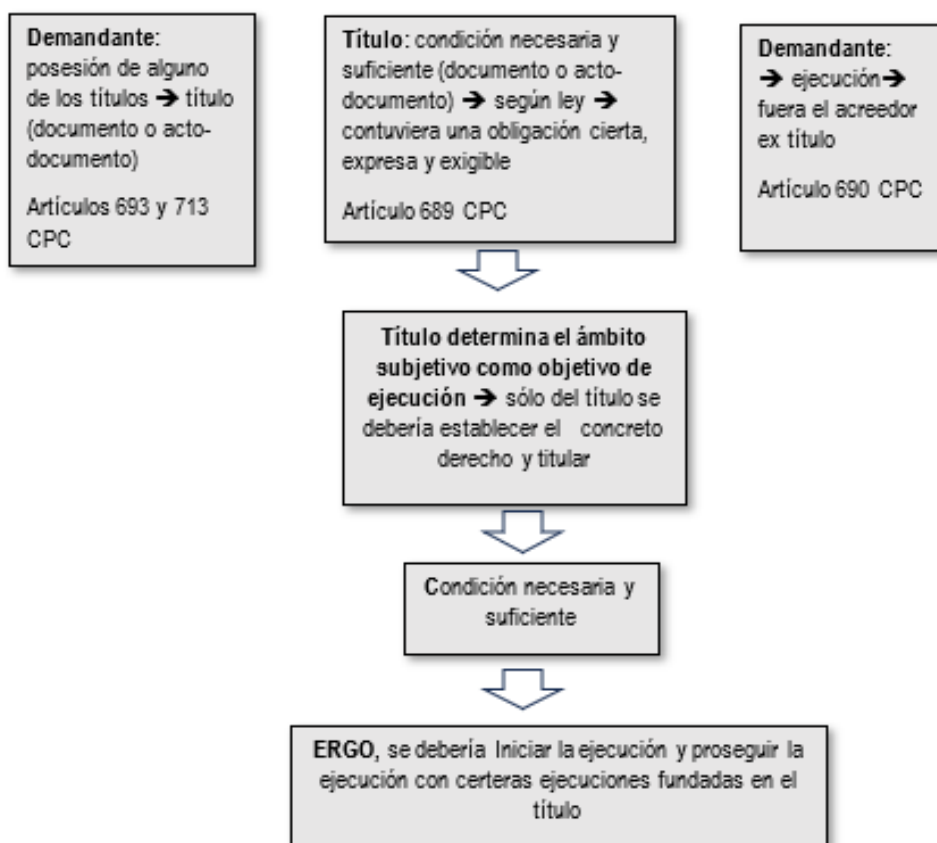 Demandante:
posesión de alguno
de los títulos ➔ título
(documento o acto-
documento)
Artículos 693 y 713
CPC
Título: condición necesaria y
suficiente (documento o acto-
documento) ➔ según ley ➔
contuviera una obligación cierta,
expresa y exigible
Artículo 689 CPC
Demandante:
➔ ejecución➔
fuera el acreedor
ex título
Artículo 690 CPC
Título determina el ámbito
subjetivo como objetivo de
ejecución ➔ sólo del título se
debería establecer el concreto
derecho y titular
Condición necesaria y
suficiente
ERGO, se debería Iniciar la ejecución y proseguir la
ejecución con certeras ejecuciones fundadas en el
título